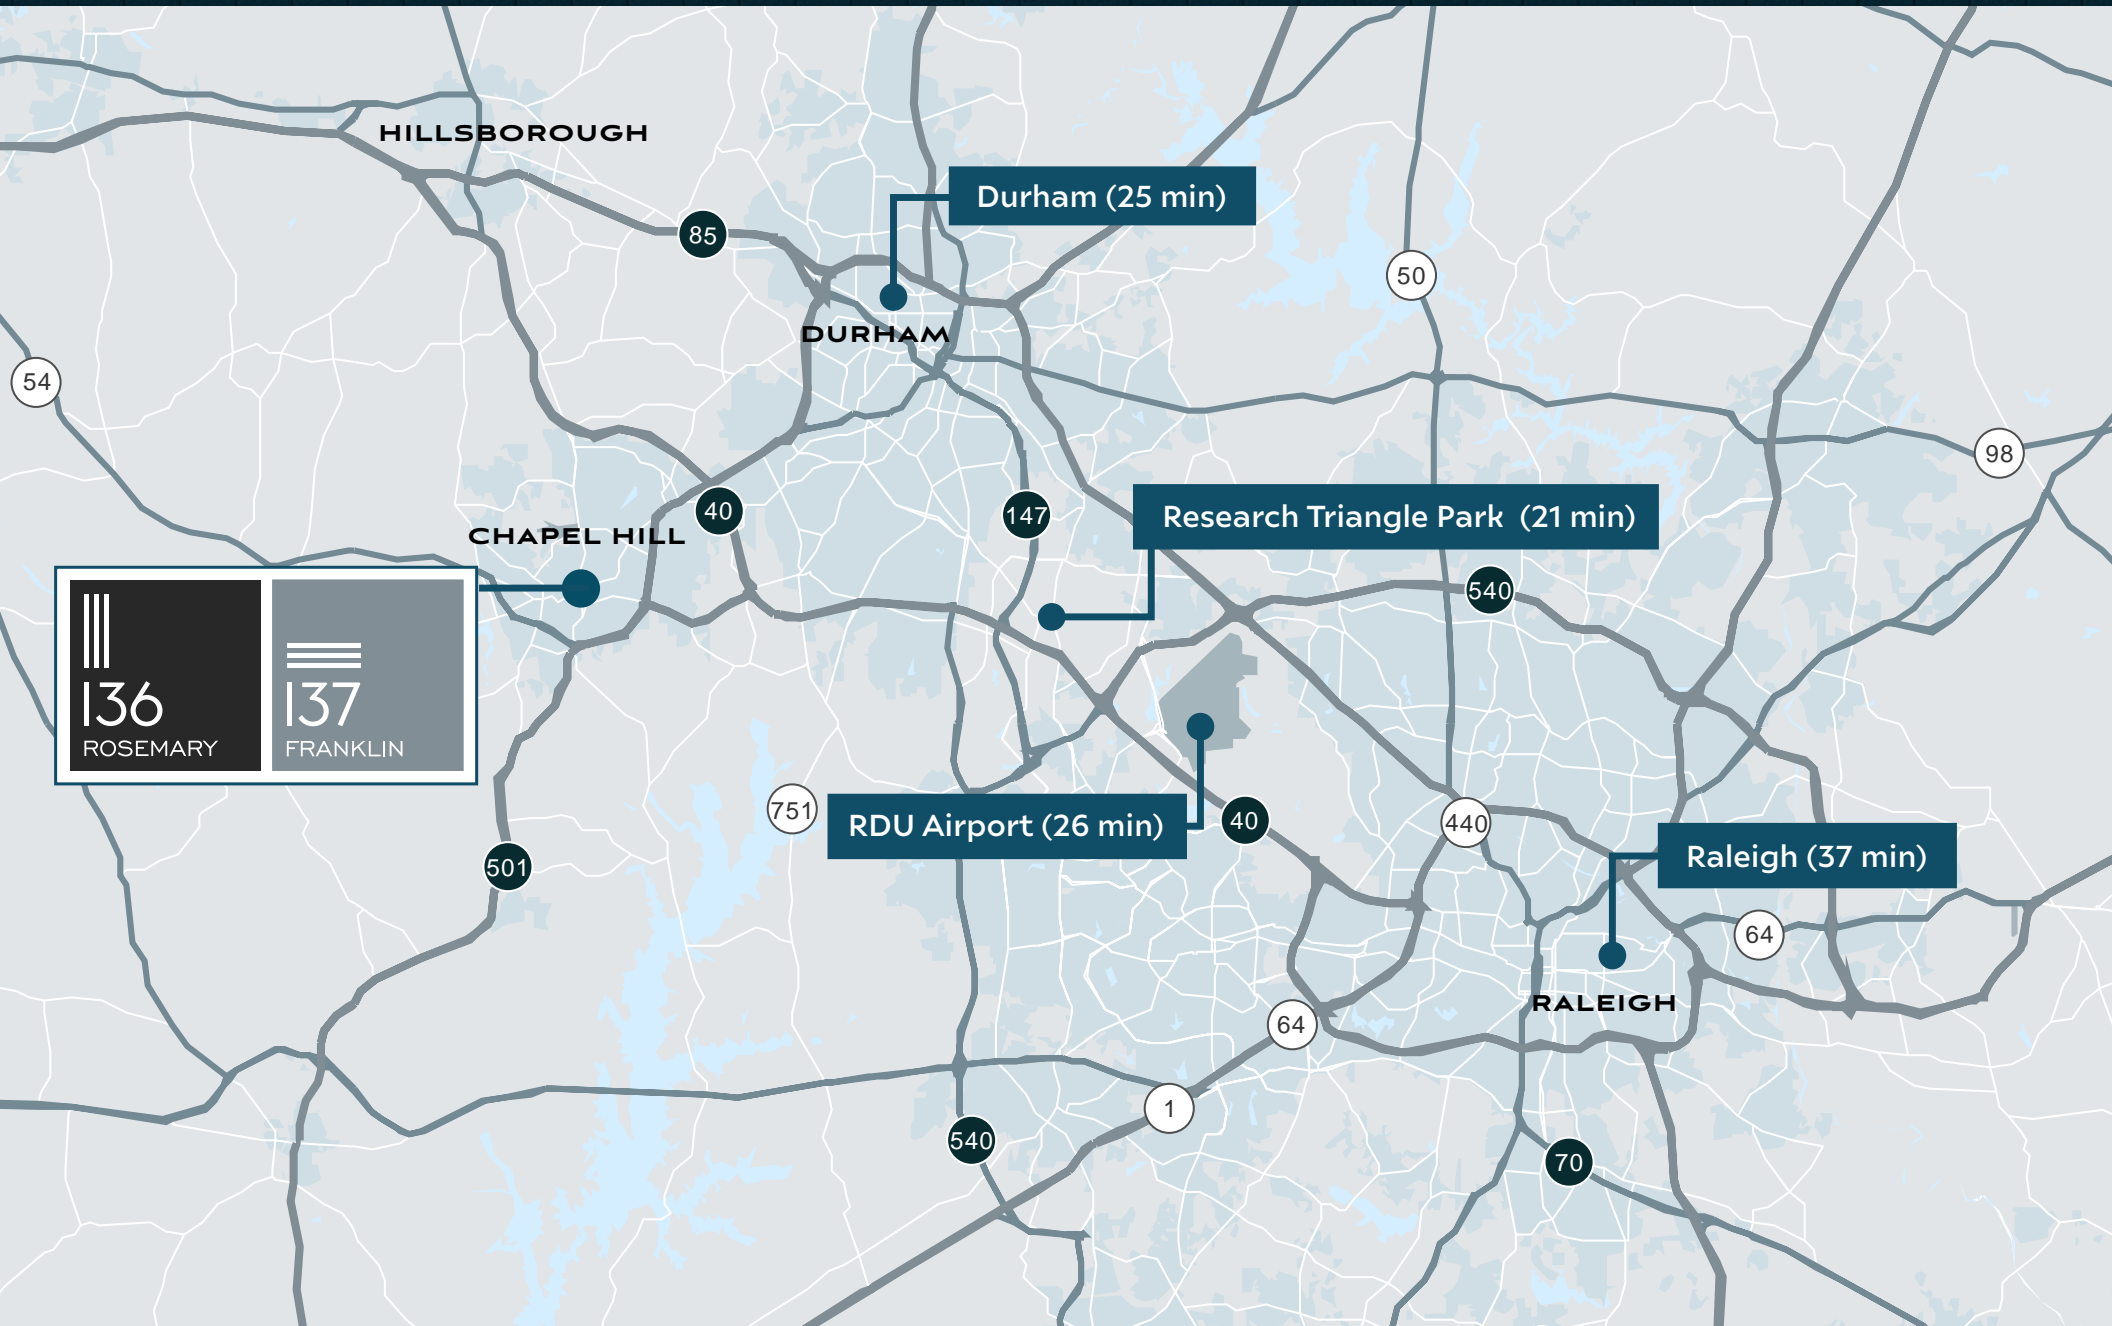 HILLSBOROUGH
Durham (25 min)
85
50
DURHAM
54
98
40
147
Research Triangle Park (21 min)
CHAPEL HILL
540
136
ROSEMARY
137
FRANKLIN
751
RDU Airport (26 min)
40
440
Raleigh (37 min)
501
64
RALEIGH
64
1
540
70